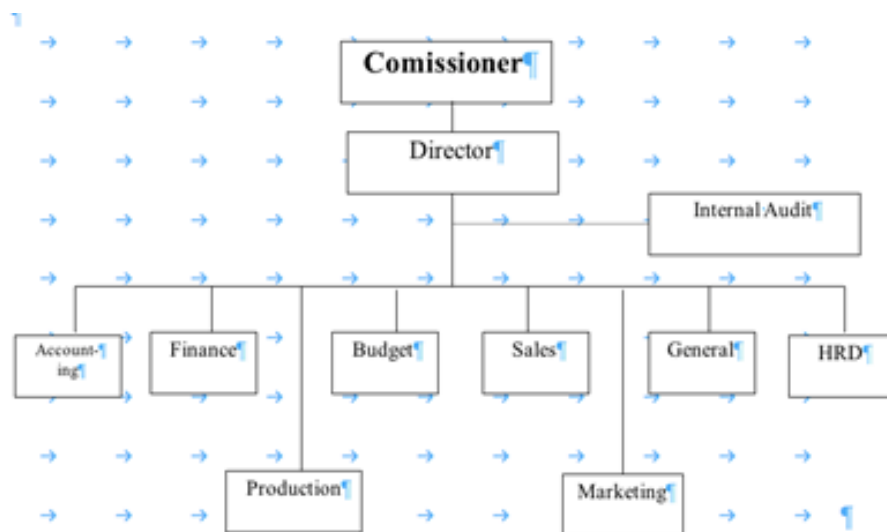 Comissioner
Director
Internal Audit
Account-
ing
Finance
Budget
Sales
General
HRD
Production
Marketing